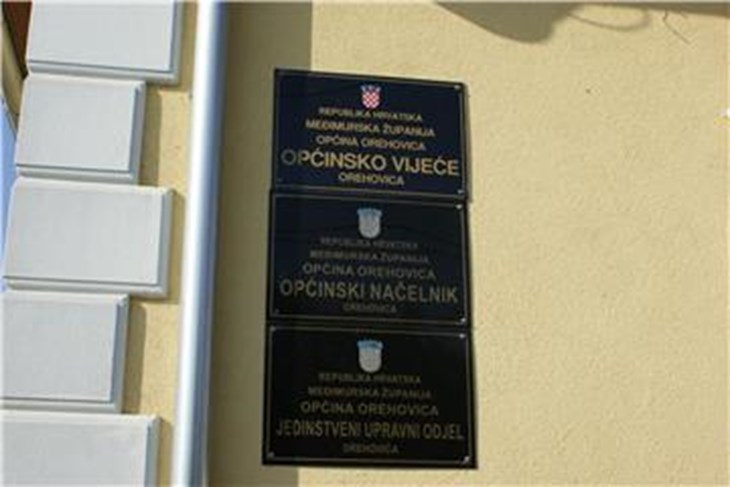 REPUBLIKA HRVATSKA
MEĐIMURSKA ŽUPANIJA
OPĆINA OREHOVICA
OPĆINSKO VIJEĆE
OREHOVICA
REPUBLIKA HRVATSKA
MEĐIMURSKA ŽUPANIJA
OPĆINA OREHOVICA
OPĆINSKI NAČELNIK
OREHOVICA
REPUBLIKA HRVATSKA
MEĐIMURSKA ŽUPANIJA
OPĆINA OREHOVICA
JEDINSTVENI UPRAVNI ODJEL
OREHOVICA